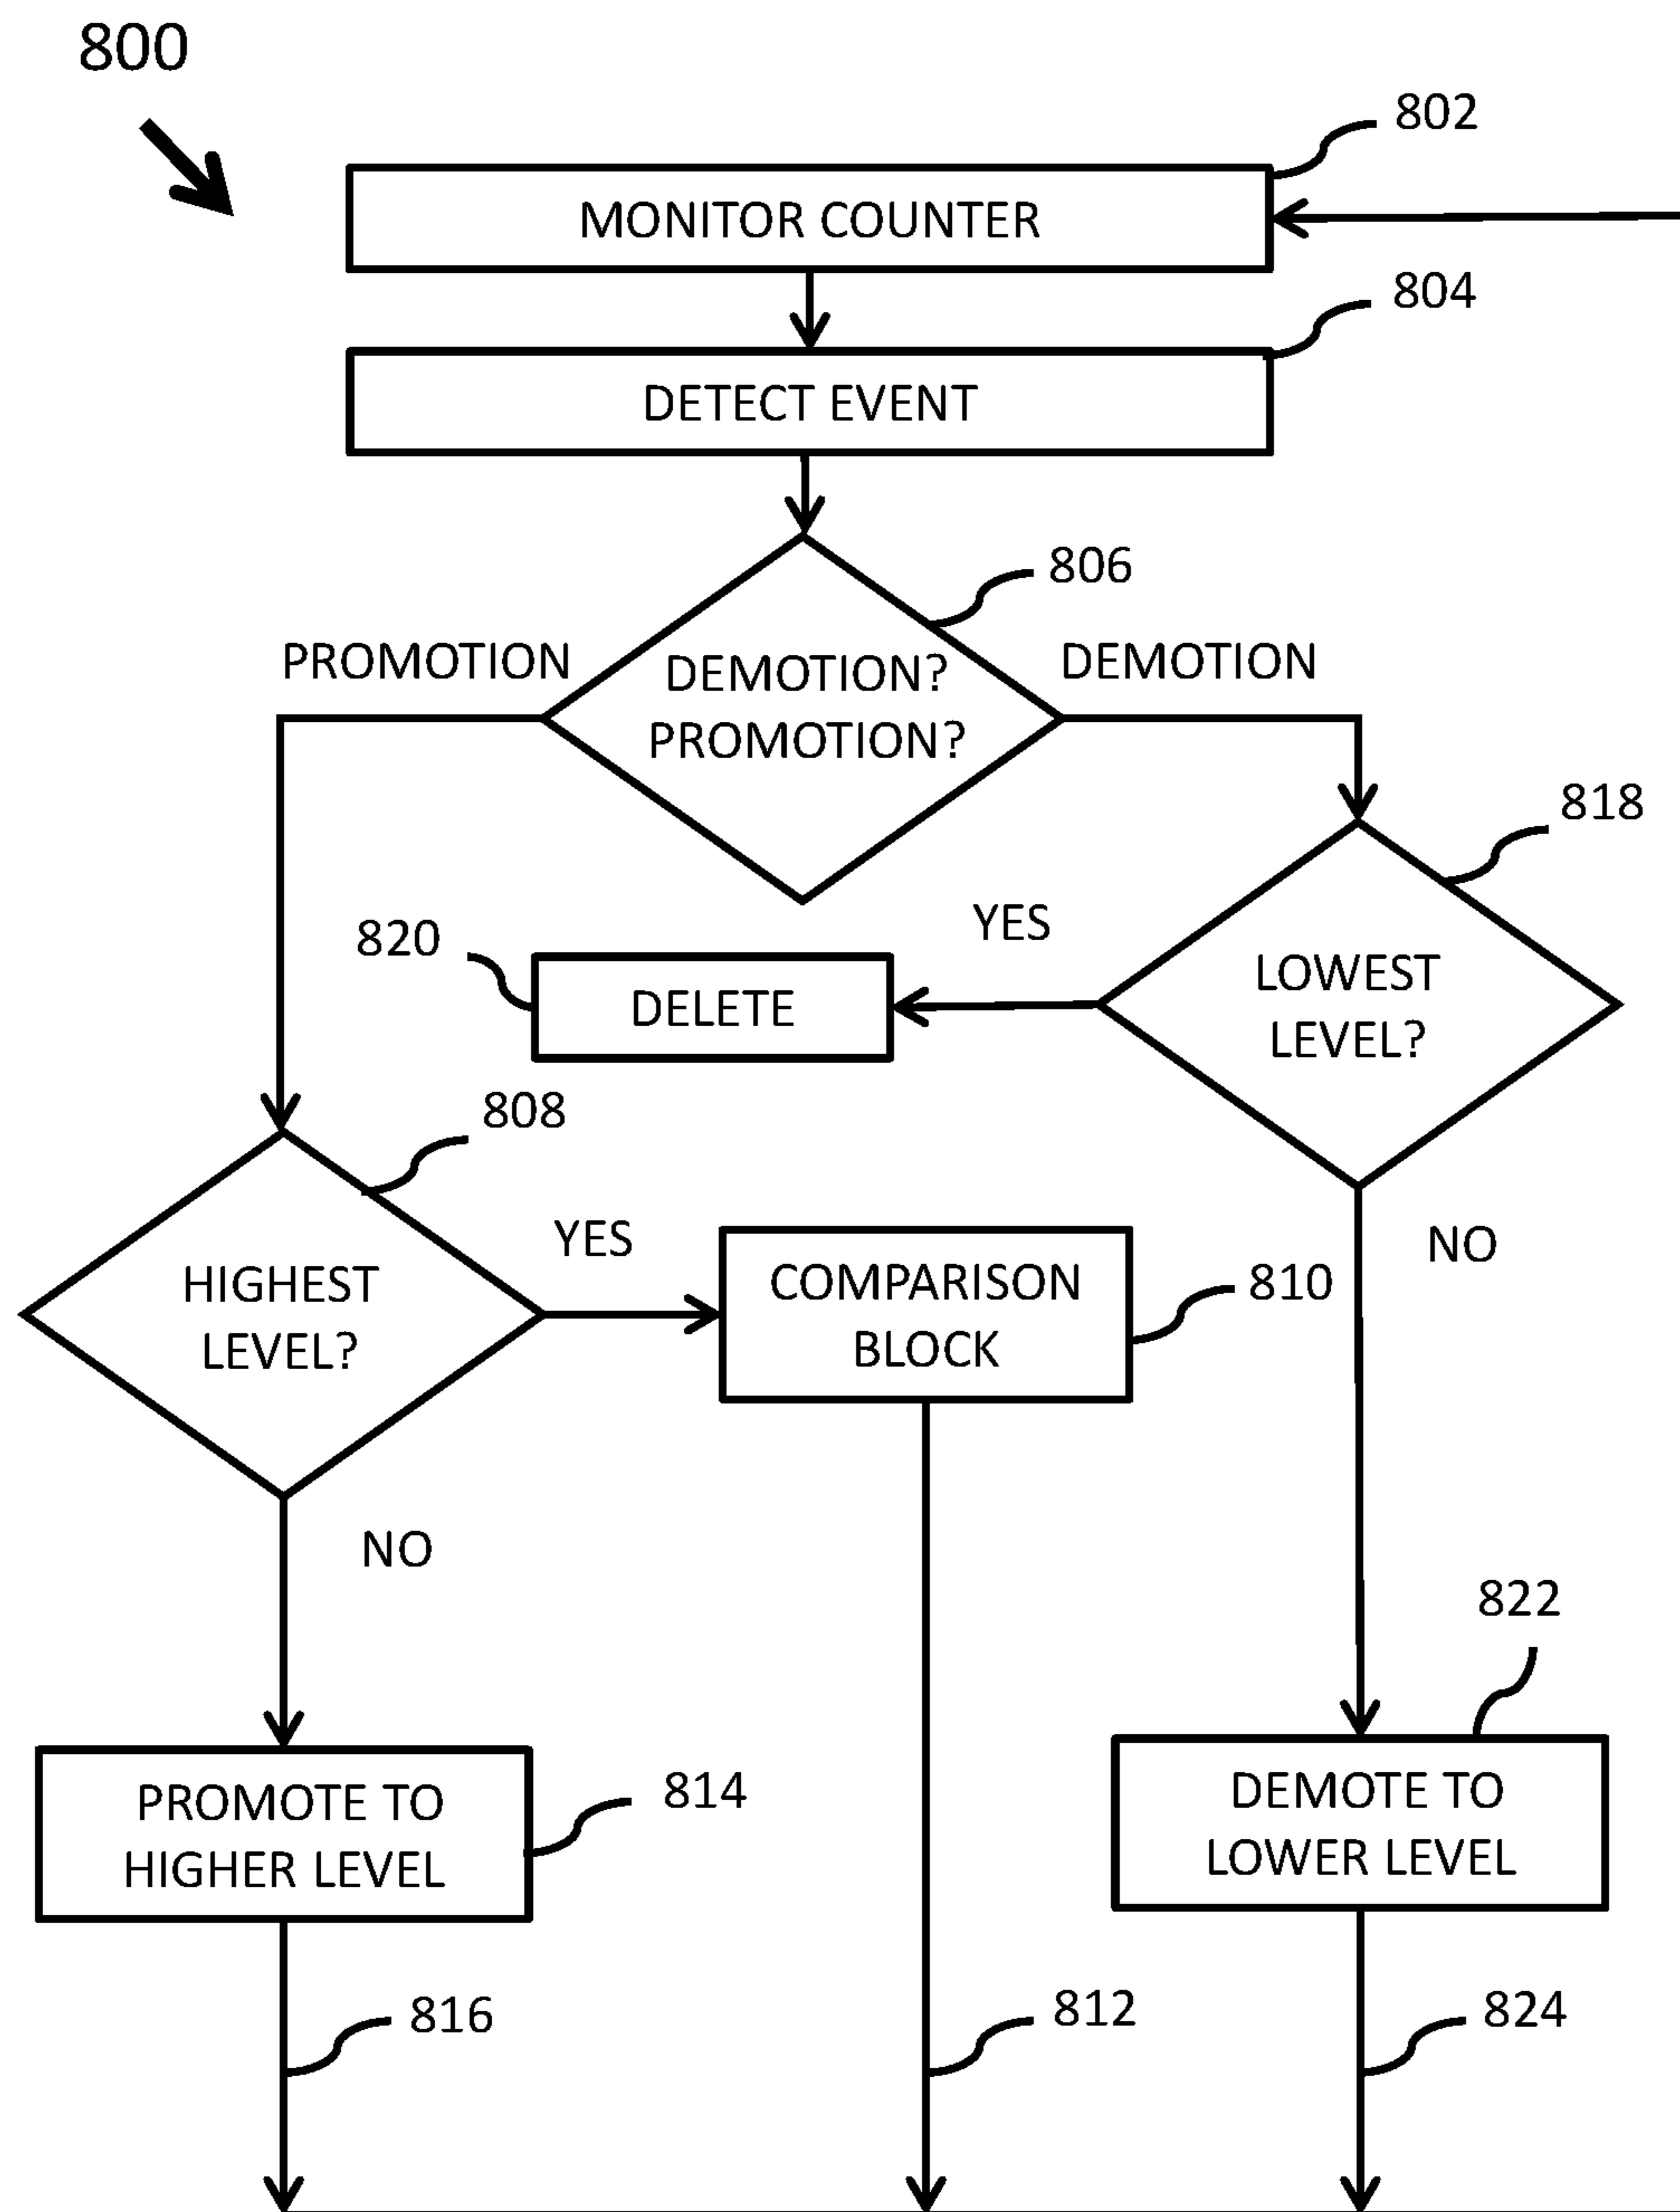 800
802
MONITOR COUNTER
804
DETECT EVENT
806
PROMOTION
DEMOTION?
PROMOTION?
DEMOTION
818
820
YES
DELETE
LOWEST
LEVEL?
808
YES
HIGHEST
LEVEL?
COMPARISON
BLOCK
810
NO
NO
822
PROMOTE TO
HIGHER LEVEL
814
DEMOTE TO
LOWER LEVEL
816
812
824